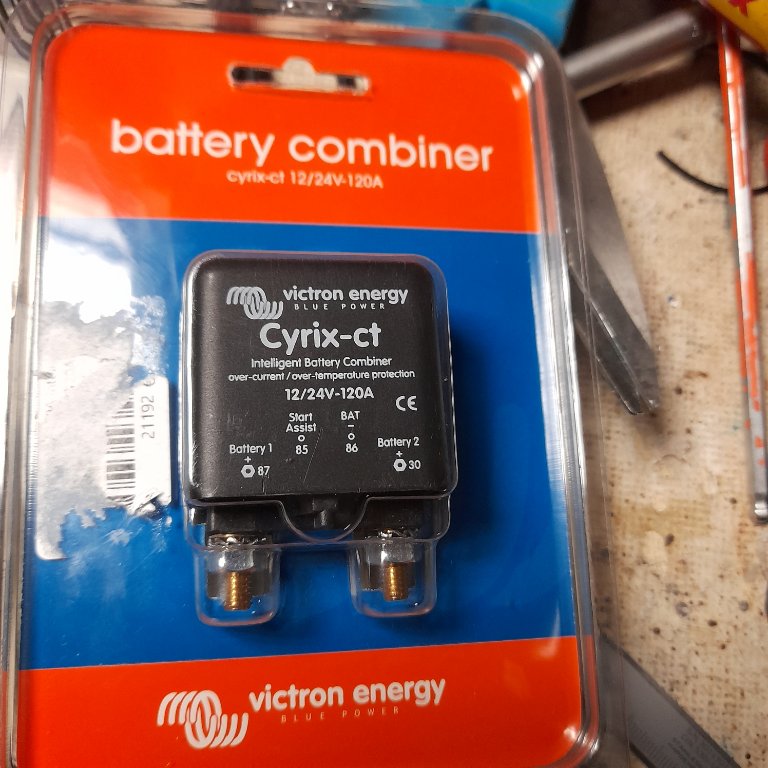 battery combiner
cyrix-ct 12/24V-120A
victron energy
BLUE POWER
Cyrix-ct
Intelligent Battery Combiner
over-current / over-temperature protection
12/24V-120A
CE
Start Assist
85
BAT
-
86
Battery 1
+
87
Battery 2
+
30
21192
victron energy
BLUE POWER